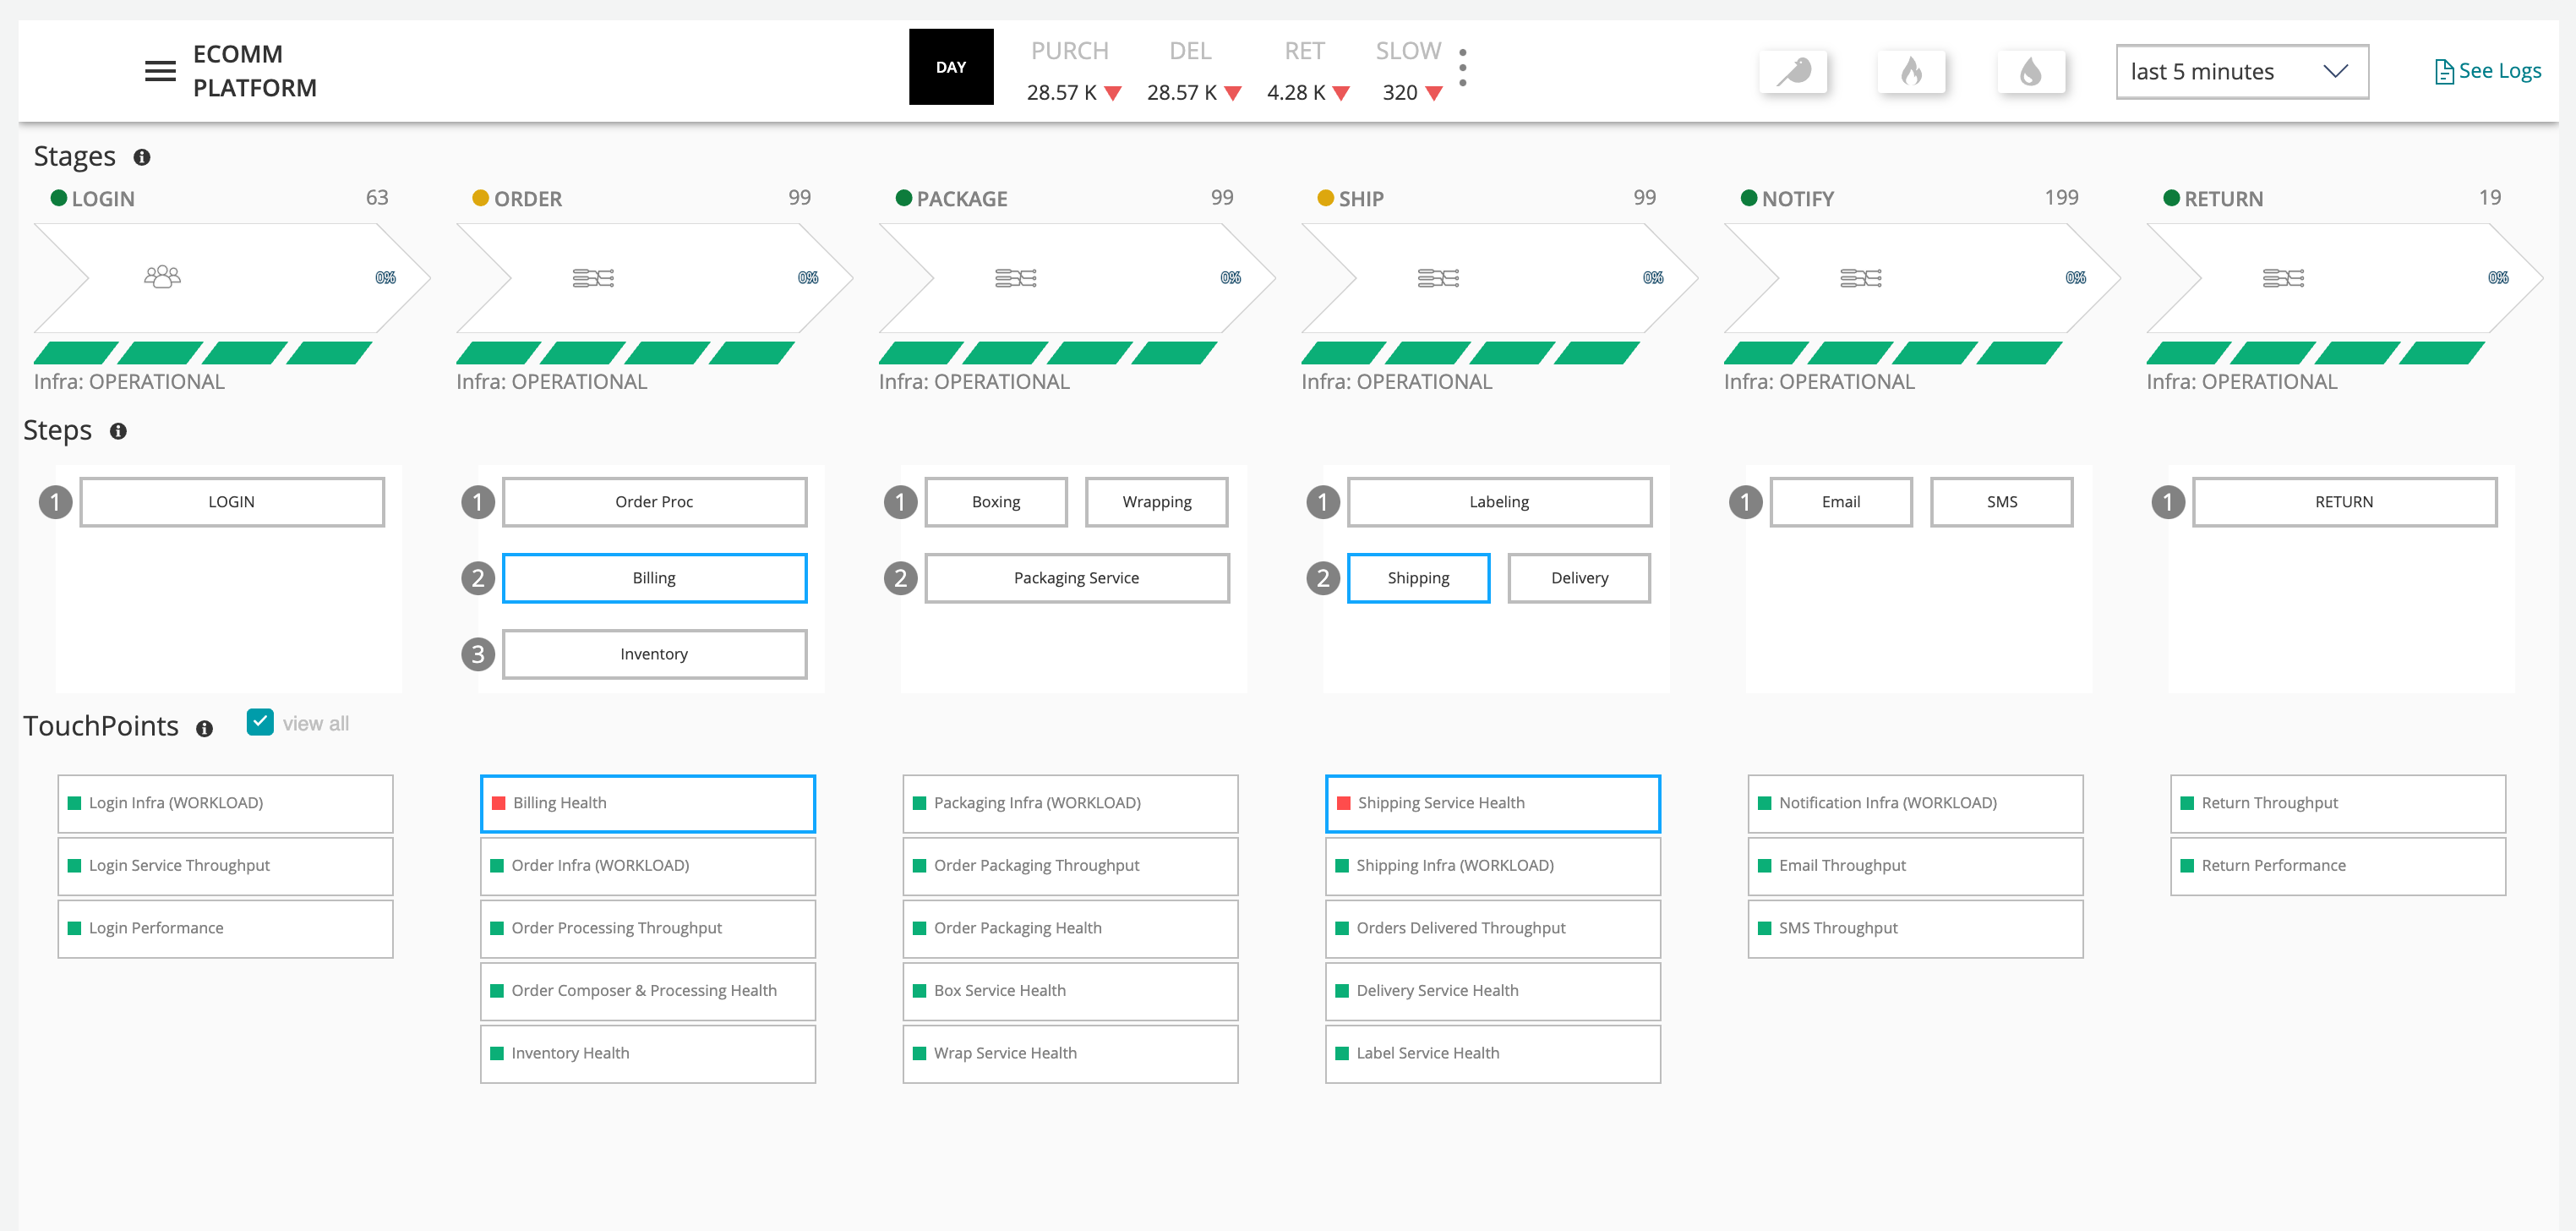 ECOMM
PLATFORM
DAY
PURCH DEL RET SLOW
28.57 K 28.57 K 4.28 K 320
last 5 minutes
See Logs
Stages
LOGIN 63 ORDER 99 PACKAGE 99 SHIP 99 NOTIFY 199 RETURN 19
0% 0% 0% 0% 0% 0%
Infra: OPERATIONAL Infra: OPERATIONAL Infra: OPERATIONAL Infra: OPERATIONAL Infra: OPERATIONAL Infra: OPERATIONAL
Steps
1 LOGIN 1 Order Proc 1 Boxing Wrapping 1 Labeling 1 Email SMS 1 RETURN
2 Billing 2 Packaging Service 2 Shipping Delivery
3 Inventory
TouchPoints view all
Login Infra (WORKLOAD) Billing Health Packaging Infra (WORKLOAD) Shipping Service Health Notification Infra (WORKLOAD) Return Throughput
Login Service Throughput Order Infra (WORKLOAD) Order Packaging Throughput Shipping Infra (WORKLOAD) Email Throughput Return Performance
Login Performance Order Processing Throughput Order Packaging Health Orders Delivered Throughput SMS Throughput
Order Composer & Processing Health Box Service Health Delivery Service Health
Inventory Health Wrap Service Health Label Service Health